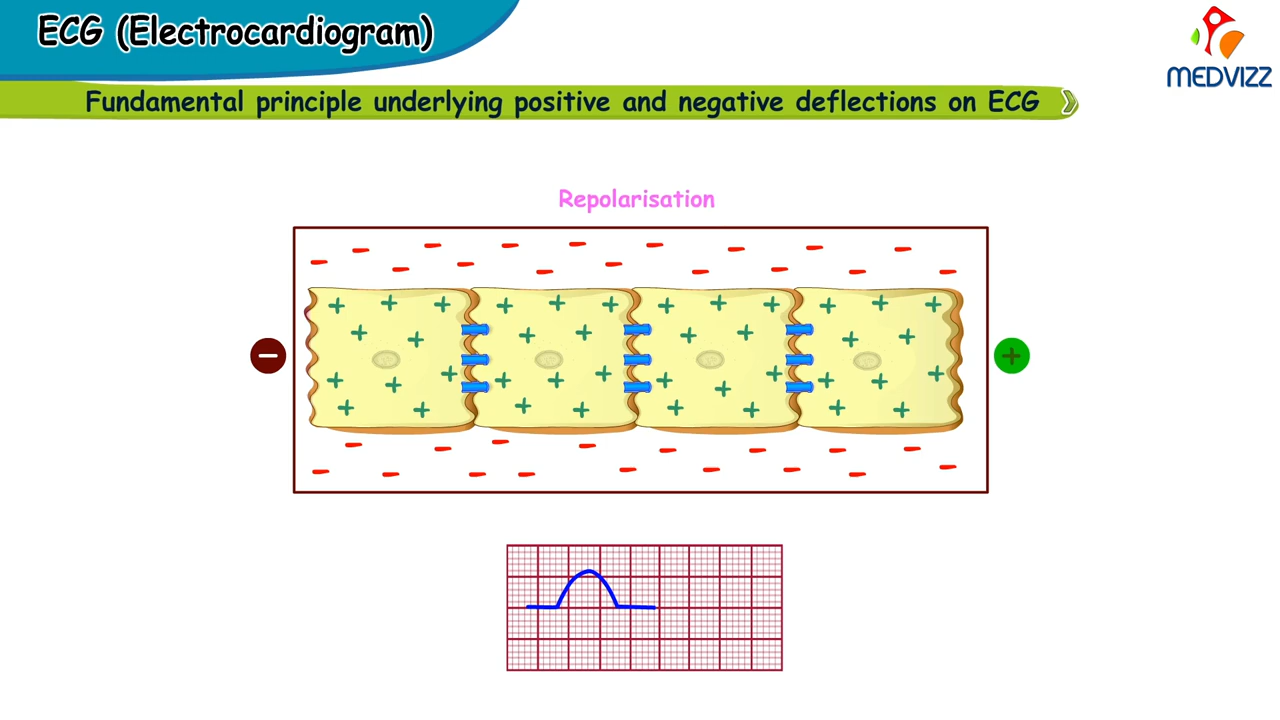 ECG (Electrocardiogram)
MEDVIZZ
Fundamental principle underlying positive and negative deflections on ECG
Repolarisation